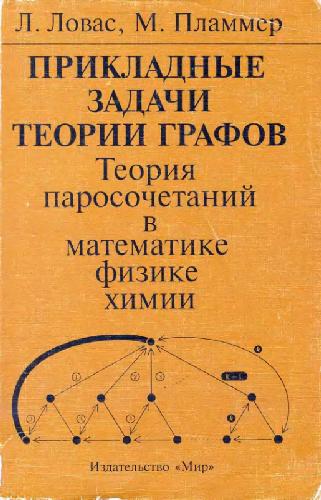 Л. Ловас, М. Пламмер
ПРИКЛАДНЫЕ
ЗАДАЧИ
ТЕОРИИ ГРАФОВ
Теория
паросочетаний
в
математике
физике
химии
Издательство «Мир»